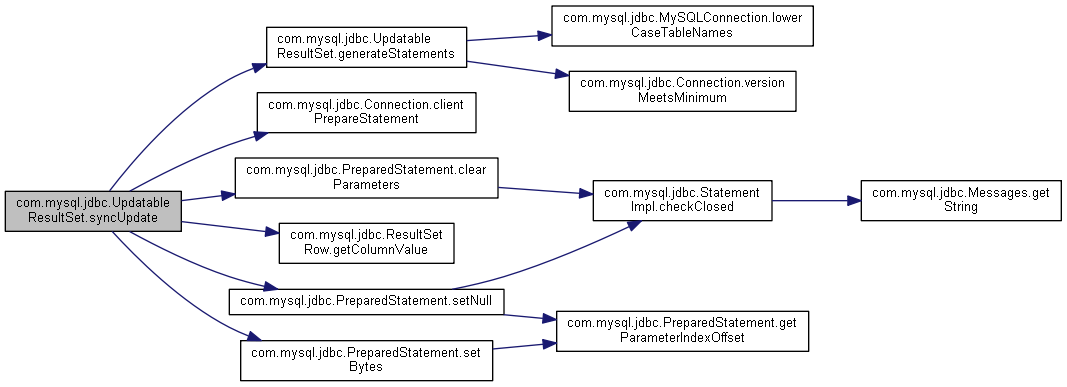 com.mysql.jdbc.Updatable
ResultSet.syncUpdate
com.mysql.jdbc.Updatable
ResultSet.generateStatements
com.mysql.jdbc.MySQLConnection.lower
CaseTableNames
com.mysql.jdbc.Connection.version
MeetsMinimum
com.mysql.jdbc.Connection.client
PrepareStatement
com.mysql.jdbc.PreparedStatement.clear
Parameters
com.mysql.jdbc.Statement
Impl.checkClosed
com.mysql.jdbc.Messages.get
String
com.mysql.jdbc.ResultSet
Row.getColumnValue
com.mysql.jdbc.PreparedStatement.setNull
com.mysql.jdbc.PreparedStatement.get
ParameterIndexOffset
com.mysql.jdbc.PreparedStatement.set
Bytes